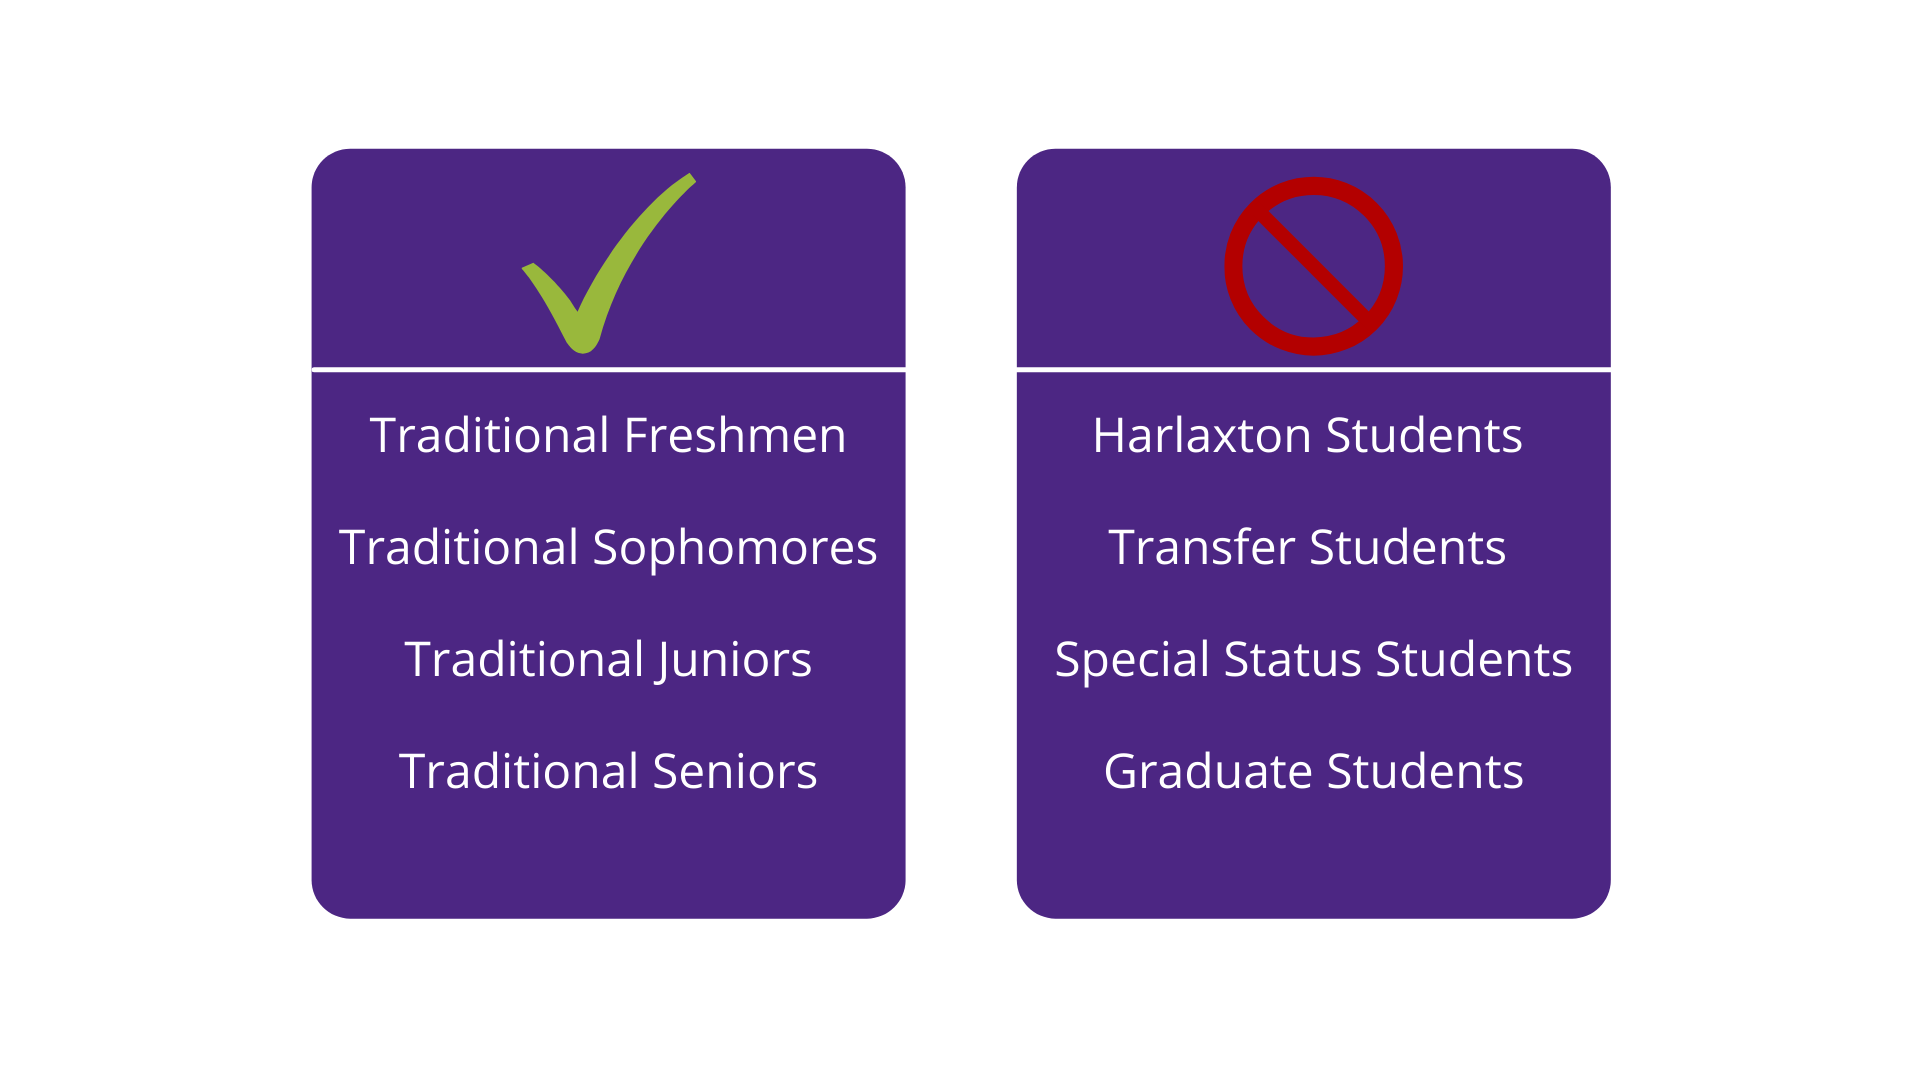 Traditional Freshmen
Traditional Sophomores
Traditional Juniors
Traditional Seniors
Harlaxton Students
Transfer Students
Special Status Students
Graduate Students